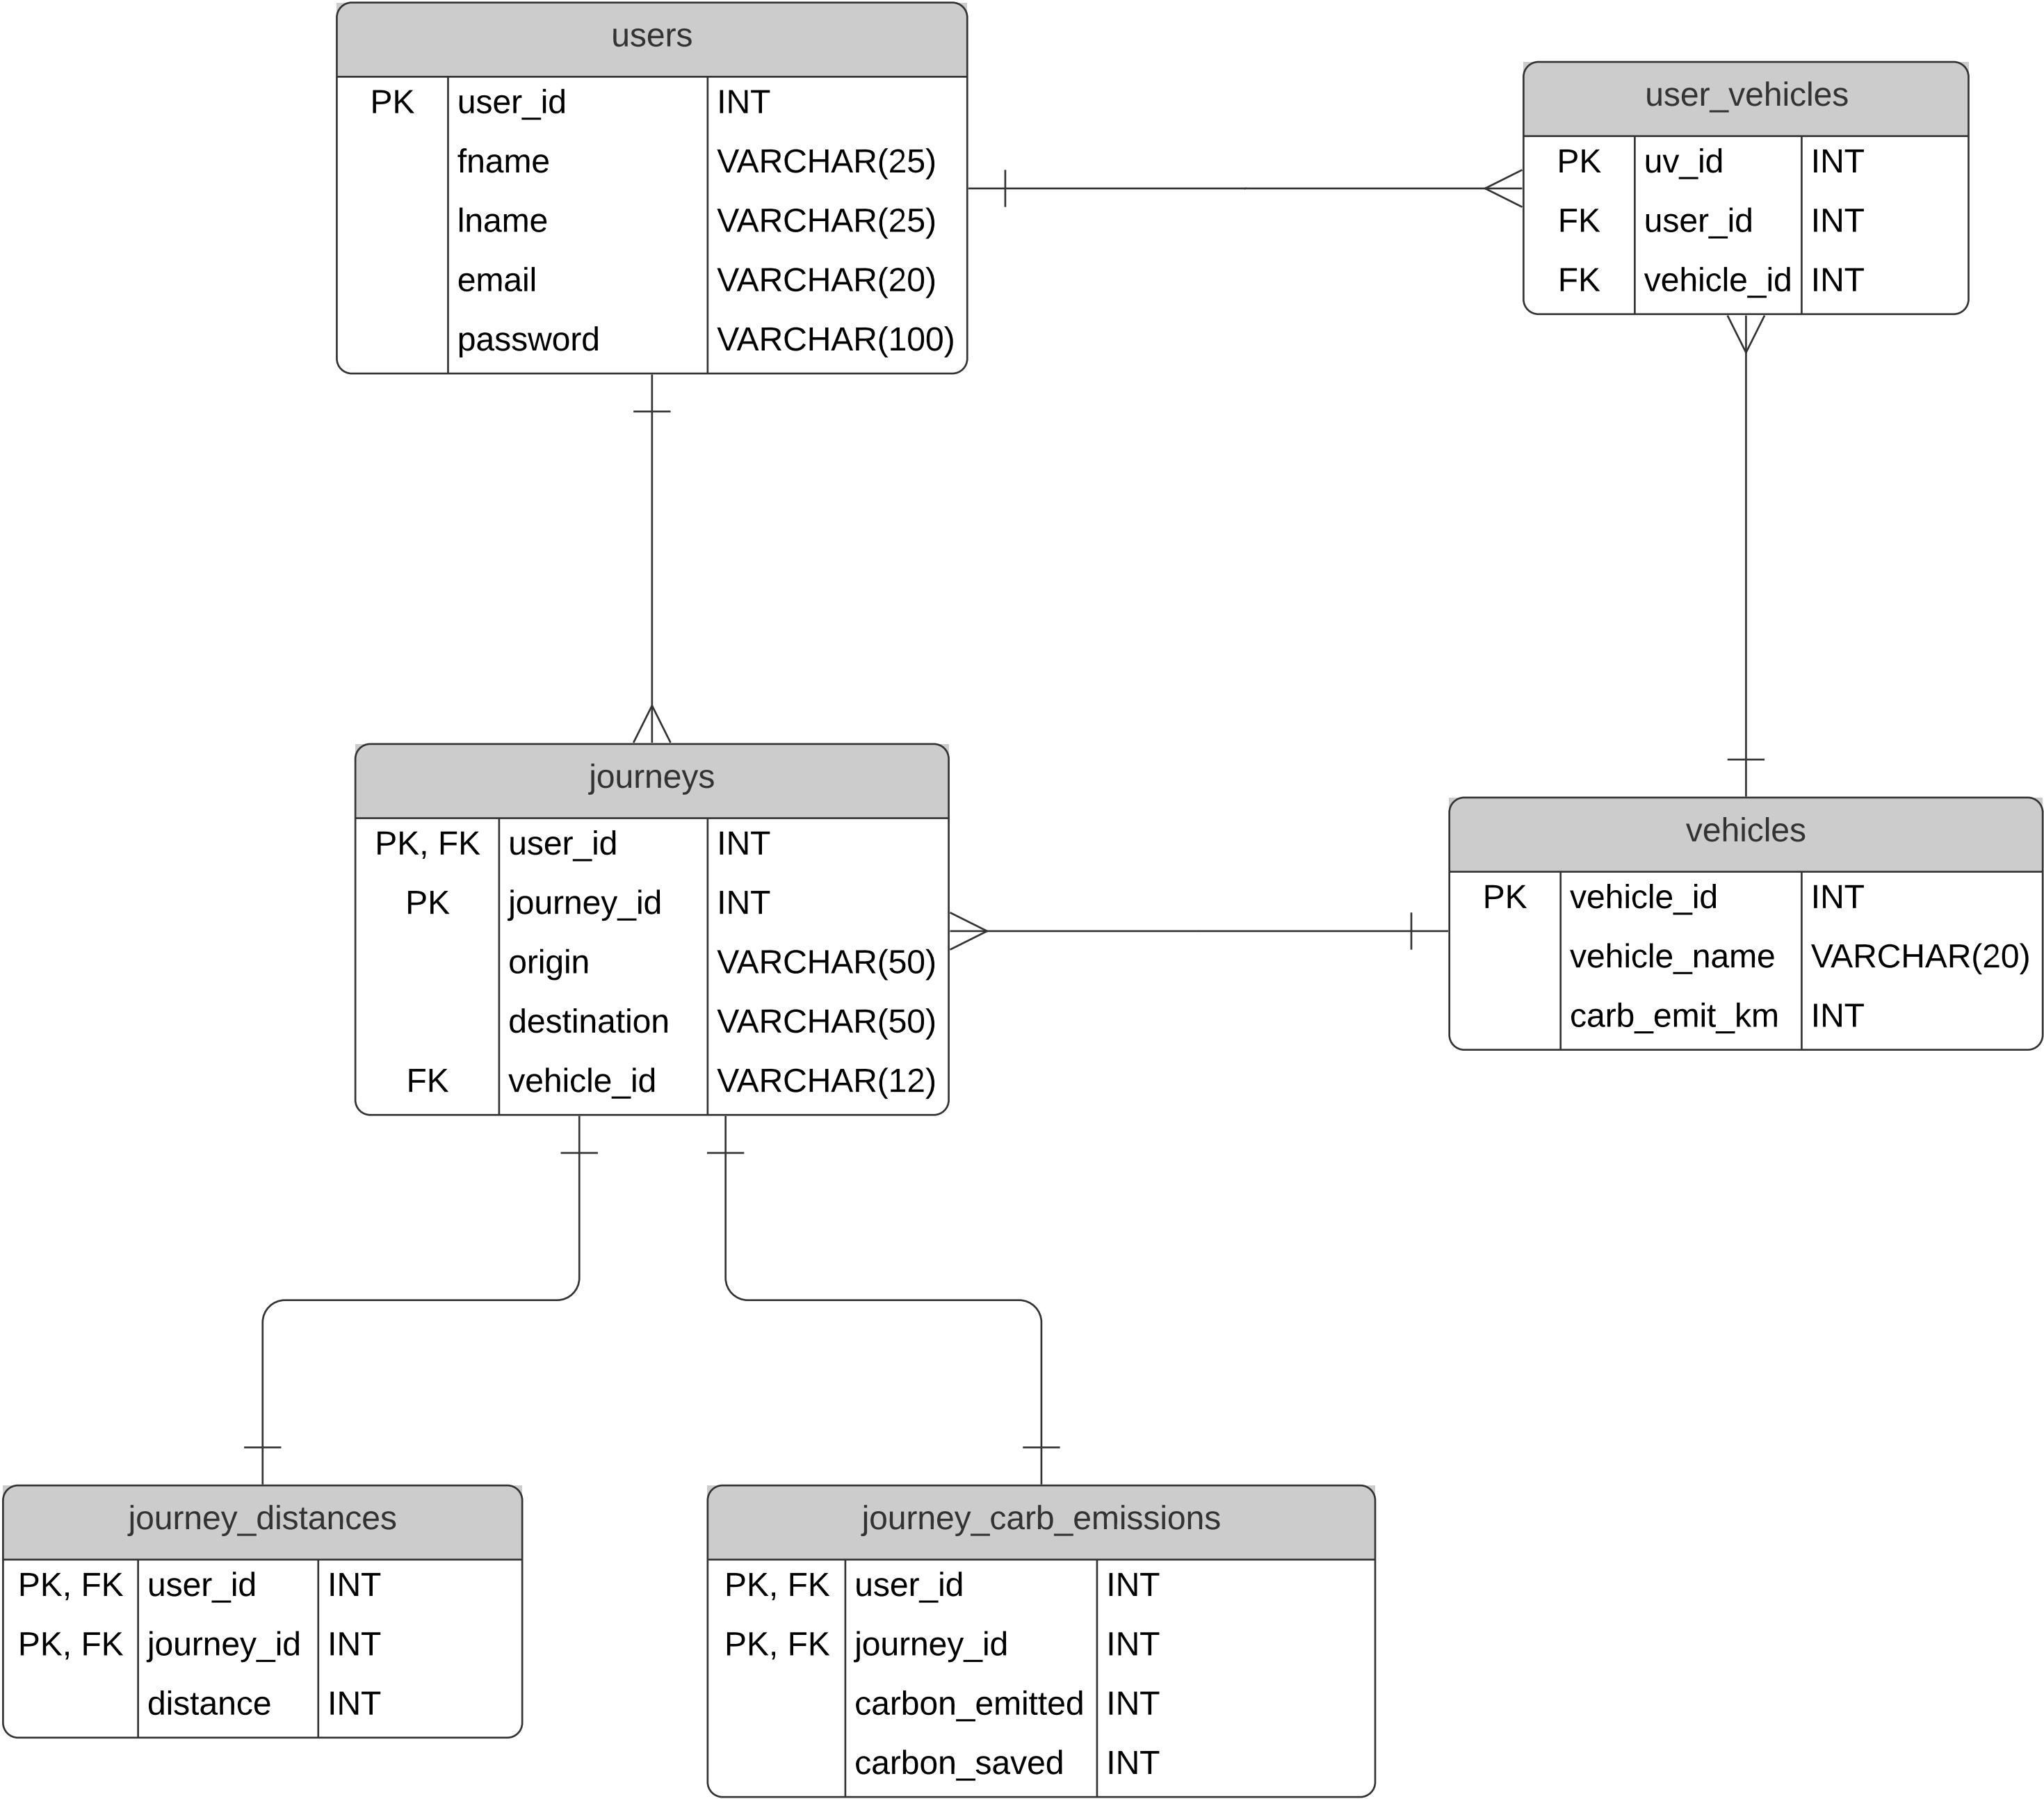 users
PK user_id INT
fname VARCHAR(25)
lname VARCHAR(25)
email VARCHAR(20)
password VARCHAR(100)
user_vehicles
PK uv_id INT
FK user_id INT
FK vehicle_id INT
journeys
PK, FK user_id INT
PK journey_id INT
origin VARCHAR(50)
destination VARCHAR(50)
FK vehicle_id VARCHAR(12)
vehicles
PK vehicle_id INT
vehicle_name VARCHAR(20)
carb_emit_km INT
journey_distances
PK, FK user_id INT
PK, FK journey_id INT
distance INT
journey_carb_emissions
PK, FK user_id INT
PK, FK journey_id INT
carbon_emitted INT
carbon_saved INT